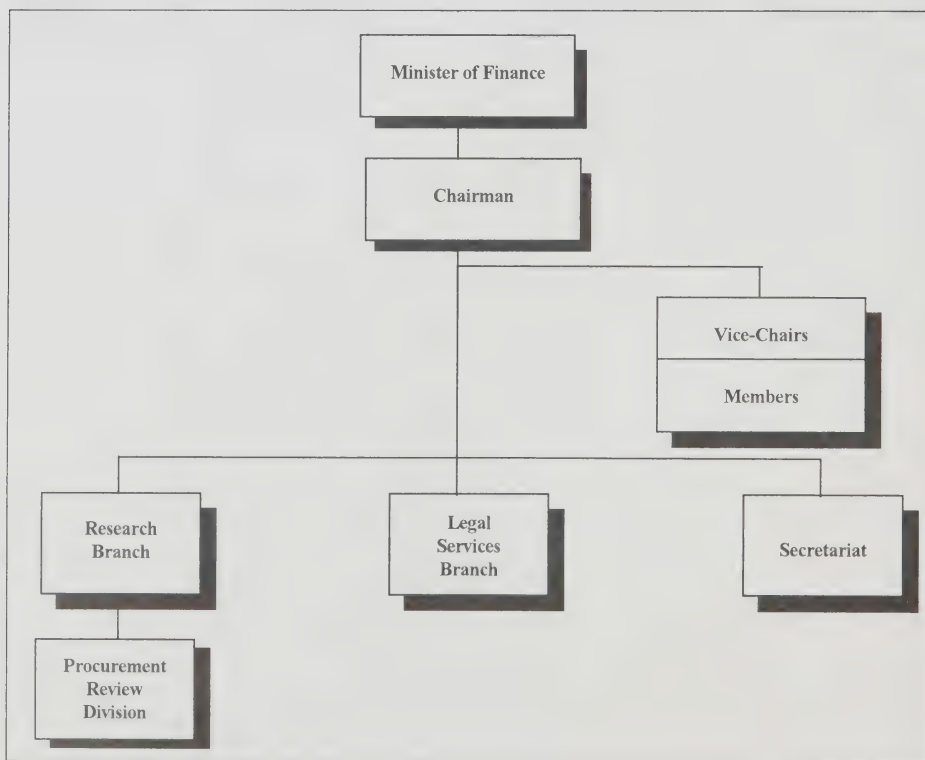 Minister of Finance
Chairman
Vice-Chairs
Members
Research
Branch
Legal
Services
Branch
Secretariat
Procurement
Review
Division